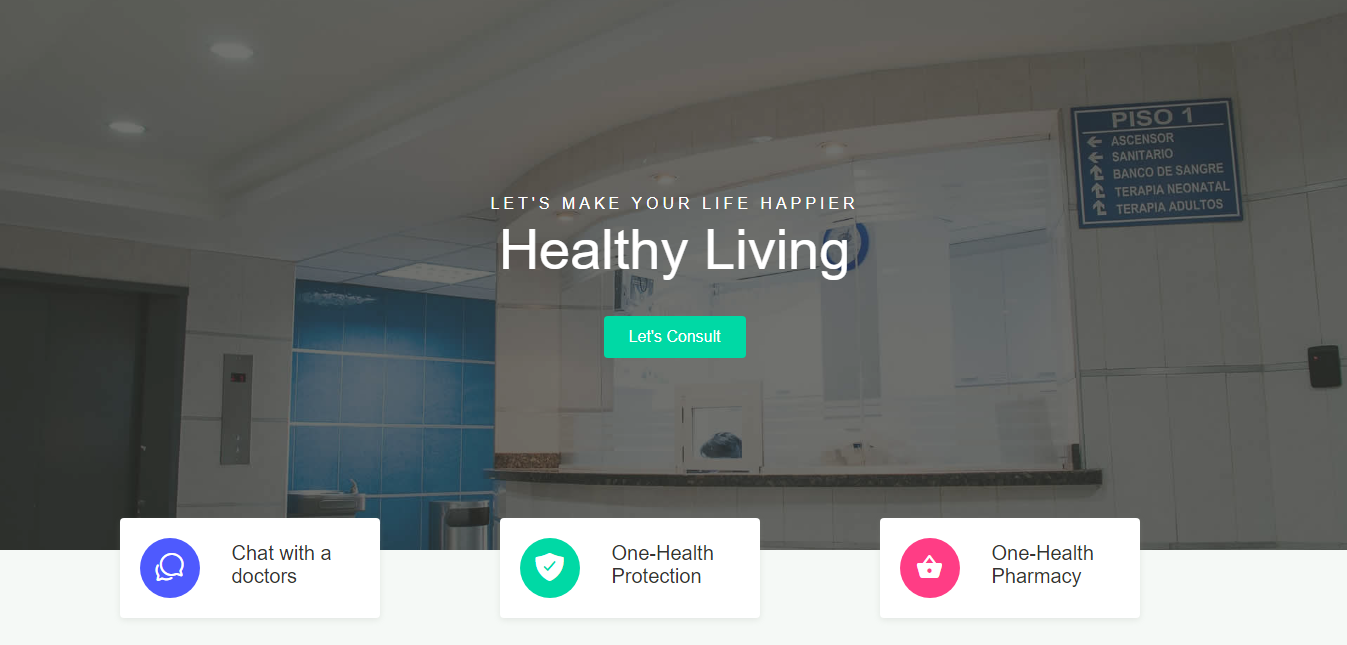 PISO 1
ASCENSOR
SANITARIO
BANCO DE SANGRE
TERAPIA NEONATAL
TERAPIA ADULTOS
LET'S MAKE YOUR LIFE HAPPIER
Healthy Living
Let's Consult
Chat with a
doctors
One-Health
Protection
One-Health
Pharmacy